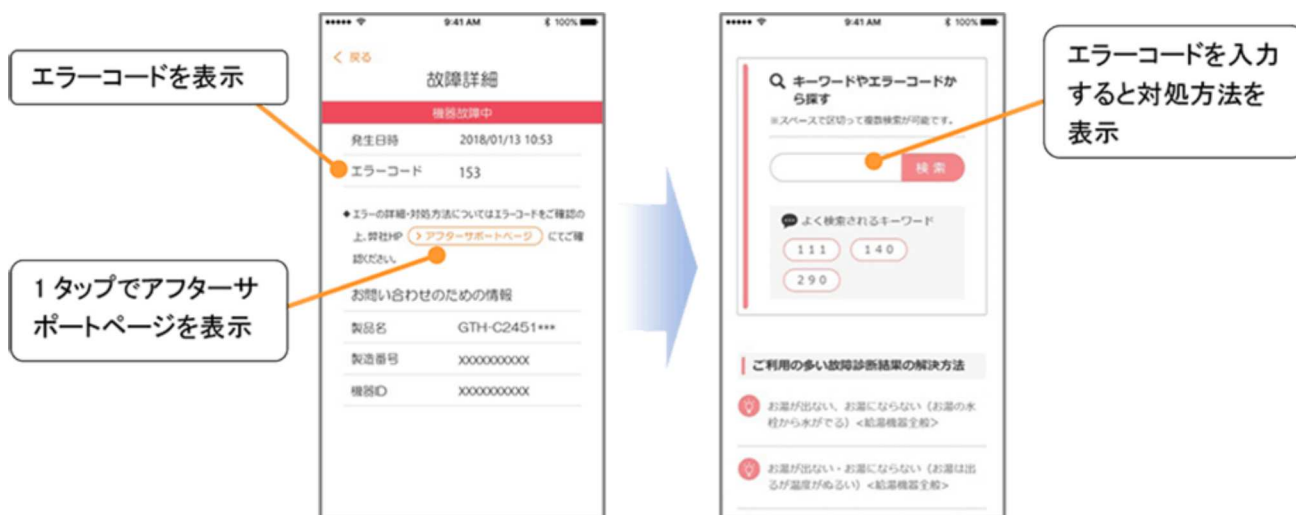 エラーコードを表示
1 タップでアフターサ
ポートページを表示
9:41 AM
100%
戻る
故障詳細
機器故障中
発生日時 2018/01/13 10:53
エラーコード 153
◆エラーの詳細・対処方法についてはエラーコードをご確認の
上、弊社HP > アフターサポートページ にてご確
認ください。
お問い合わせのための情報
製品名 GTH-C2451***
製造番号 XXXXXXXXXX
機器ID XXXXXXXXXX
9:41 AM
100%
キーワードやエラーコードか
ら探す
※スペースで区切って複数検索が可能です。
検索
よく検索されるキーワード
111 140
290
ご利用の多い故障診断結果の解決方法
お湯が出ない、お湯にならない（お湯の水
栓から水がでる）<給湯機器全般>
お湯が出ない・お湯にならない（お湯は出
るが温度がぬるい）<給湯機器全般>
エラーコードを入力
すると対処方法を
表示